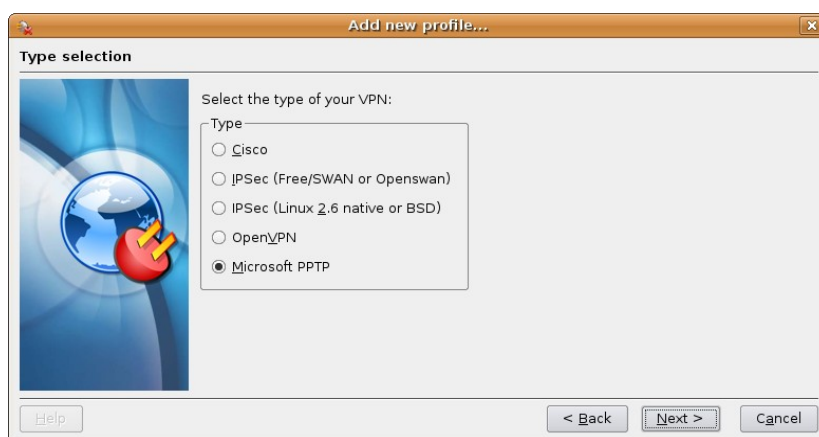 Add new profile...
Type selection
Select the type of your VPN:
Type
Cisco
IPSec (Free/SWAN or Openswan)
IPSec (Linux 2.6 native or BSD)
OpenVPN
Microsoft PPTP
Help
< Back
Next >
Cancel